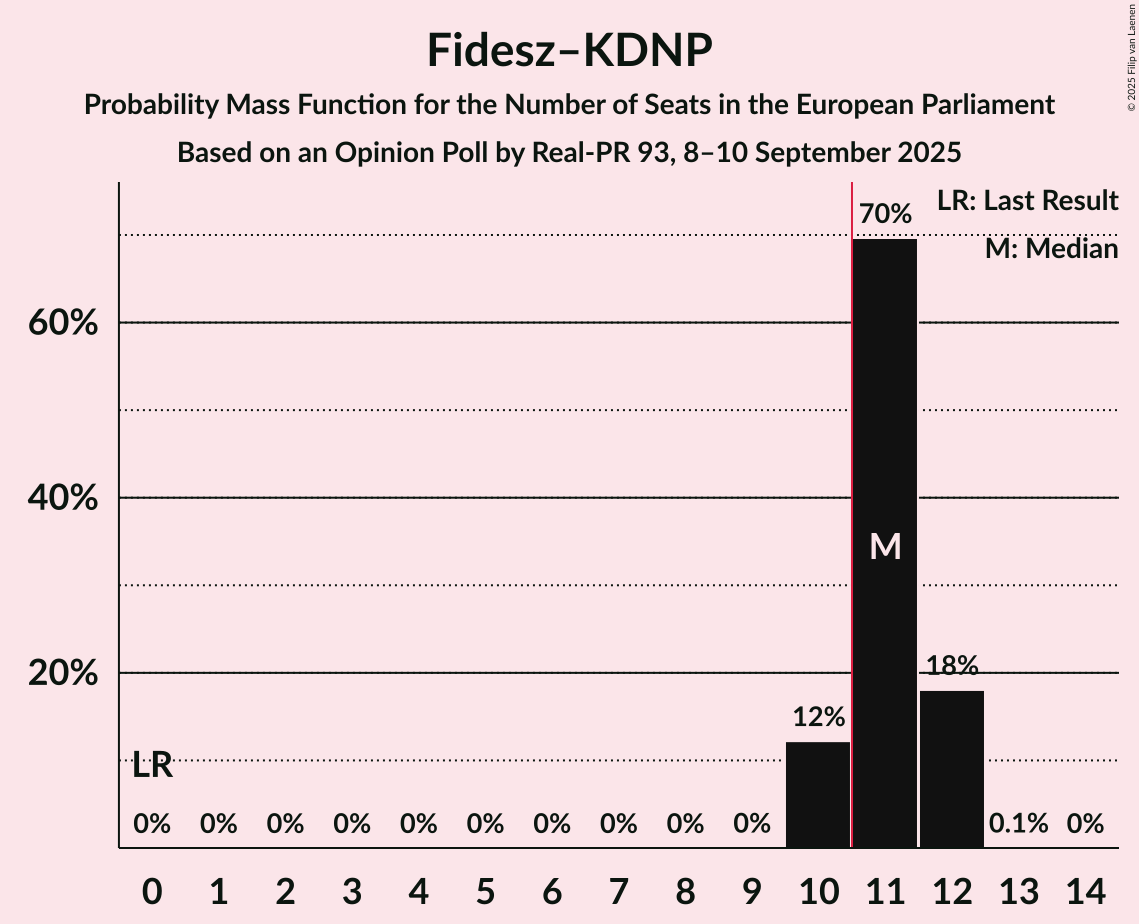 Fidesz–KDNP
Probability Mass Function for the Number of Seats in the European Parliament
Based on an Opinion Poll by Real-PR 93, 8–10 September 2025
© 2025 Filip van Laenen
LR: Last Result
M: Median
70%
60%
40%
M
20%
18%
12%
LR
0% 0% 0% 0% 0% 0% 0% 0% 0% 0% 0.1% 0%
0 1 2 3 4 5 6 7 8 9 10 11 12 13 14